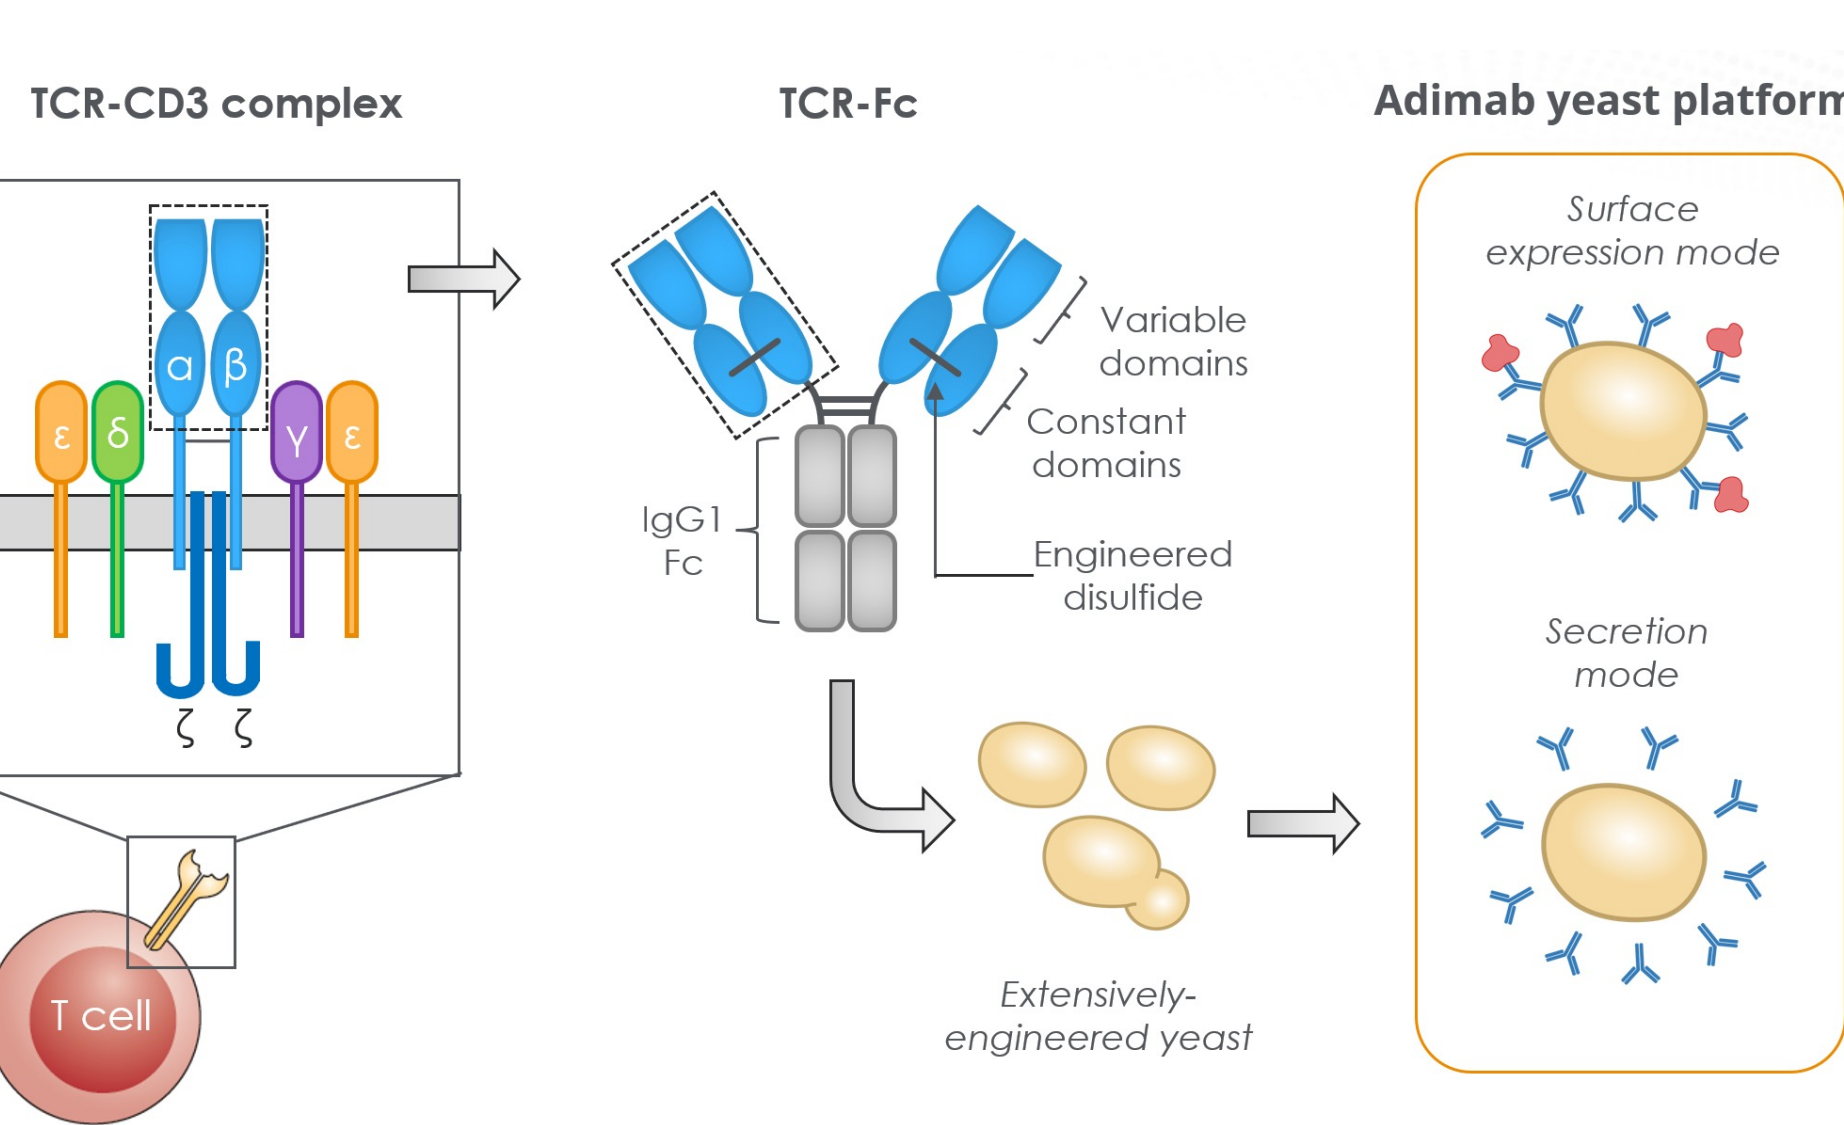 TCR-CD3 complex
α
β
ε
δ
γ
ε
ζ
ζ
T cell
TCR-Fc
Variable
domains
Constant
domains
IgG1
Fc
Engineered
disulfide
Extensively-
engineered yeast
Adimab yeast platform
Surface
expression mode
Secretion
mode